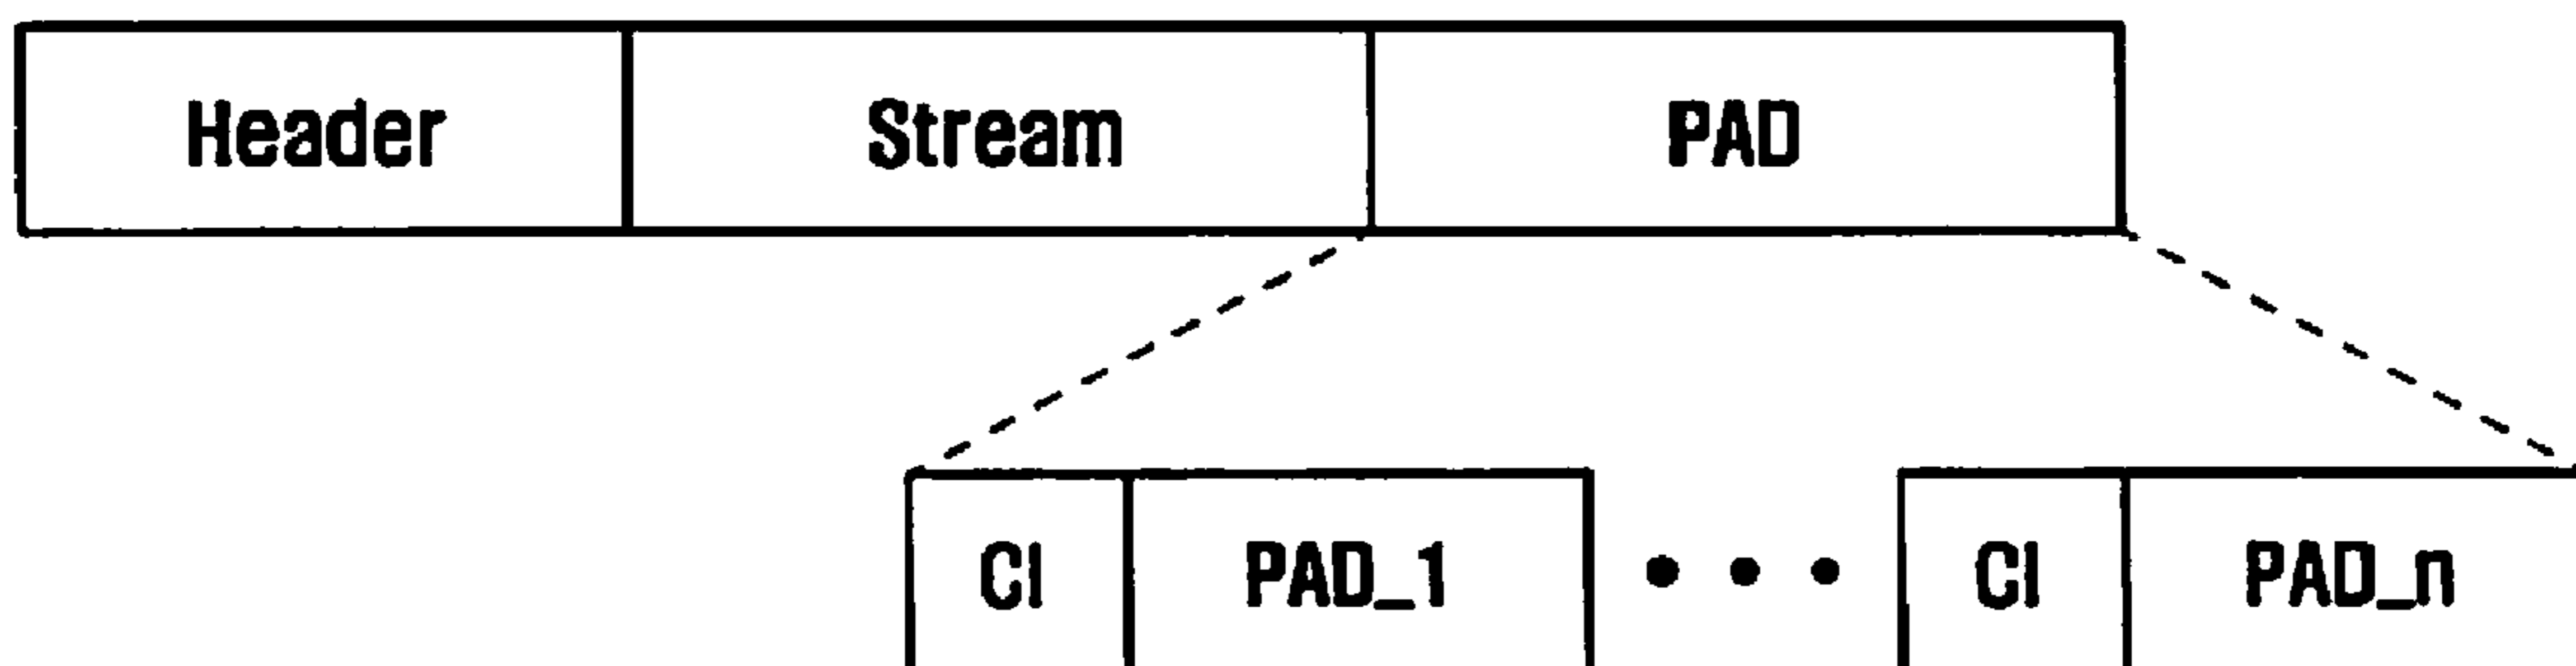 Header Stream PAD
CI PAD_1 • • • CI PAD_n